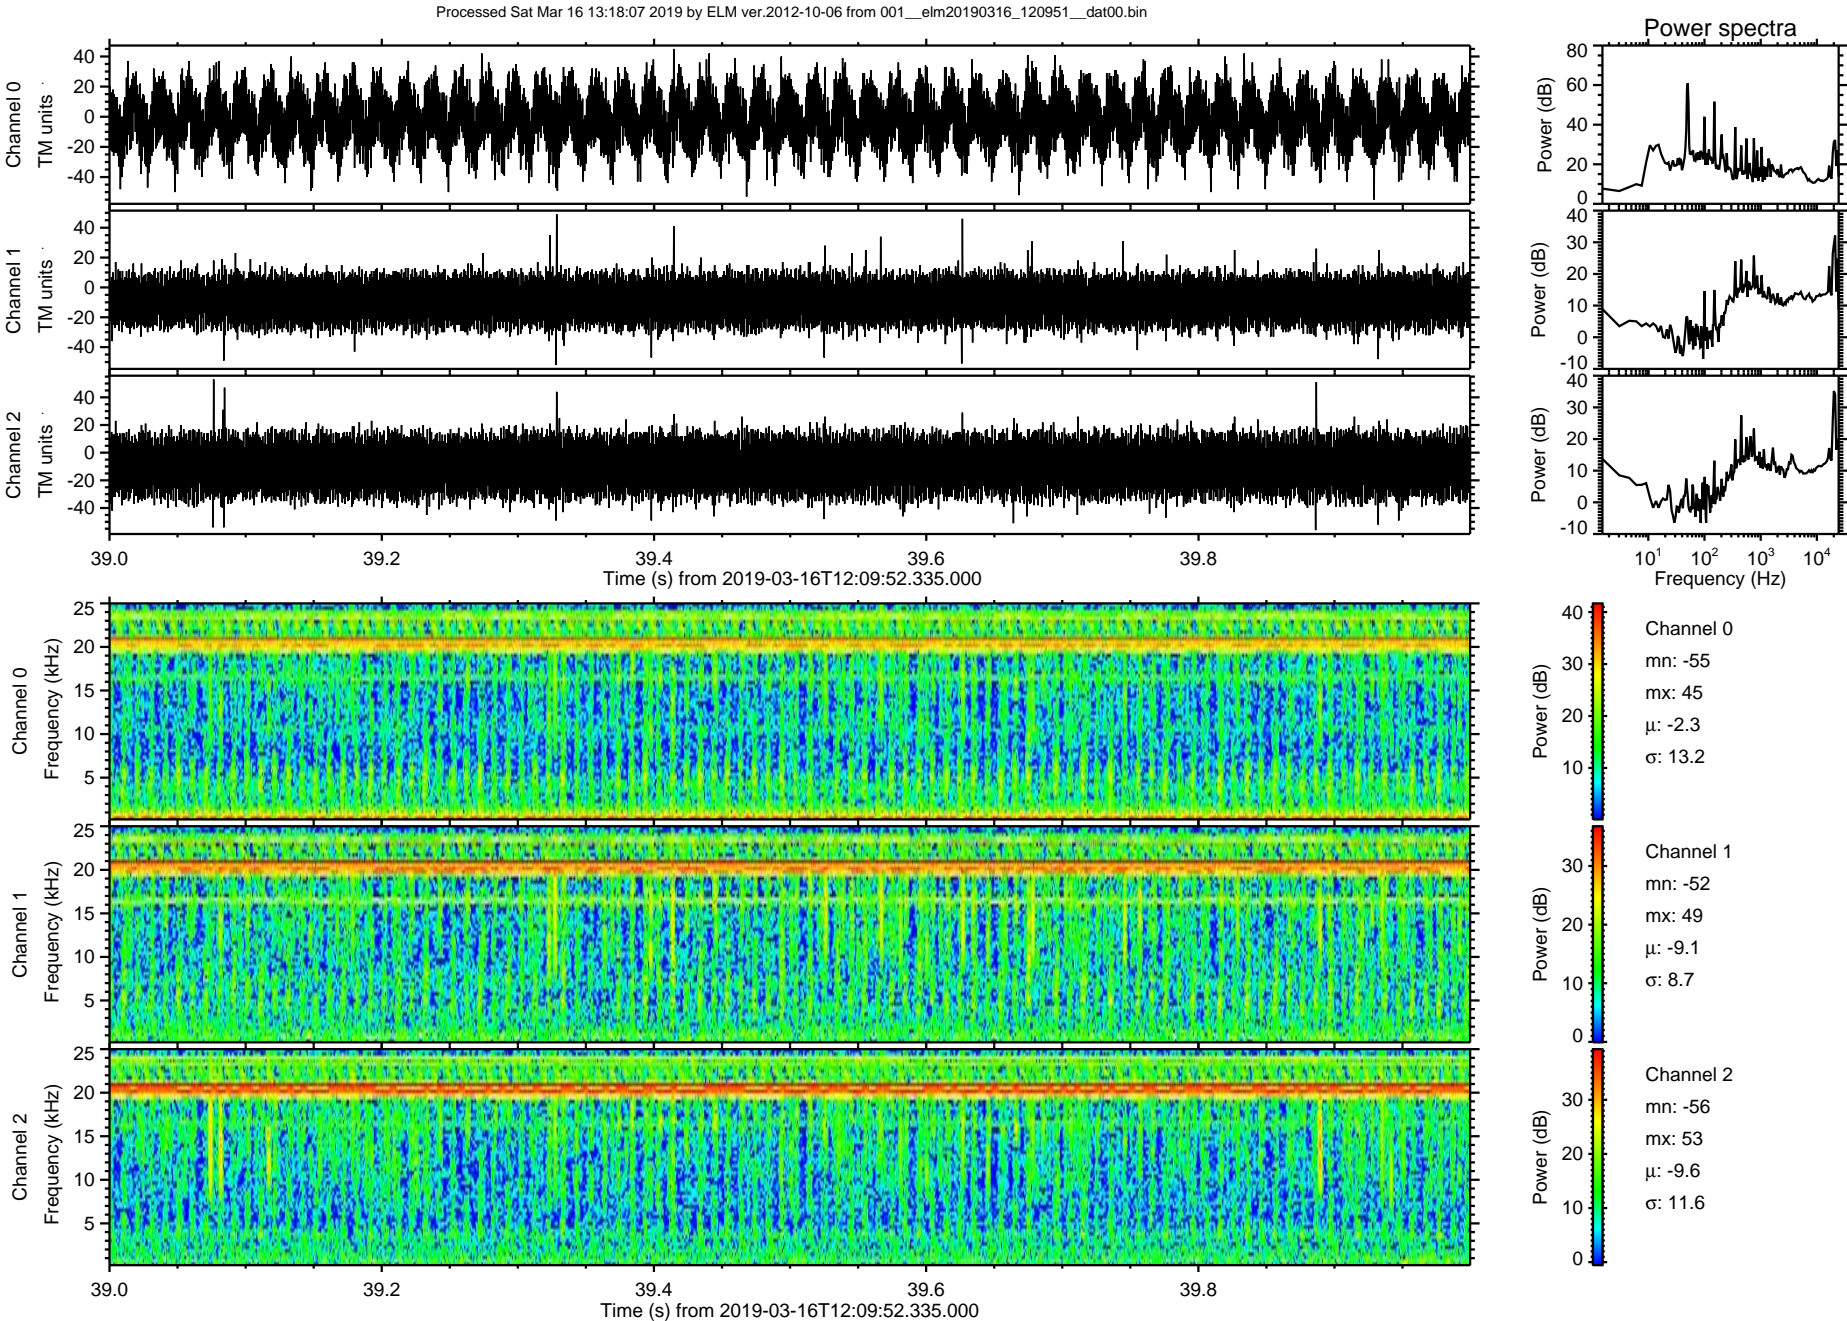 Processed Sat Mar 16 13:18:07 2019 by ELM ver.2012-10-06 from 001__elm20190316_120951__dat00.bin
Power spectra
Channel 0
TM units
40
20
0
-20
-40
Power (dB)
80
60
40
20
0
Channel 1
TM units
40
20
0
-20
-40
Power (dB)
40
30
20
10
0
-10
Channel 2
TM units
40
20
0
-20
-40
Power (dB)
40
30
20
10
0
-10
39.0 39.2 39.4 39.6 39.8
Time (s) from 2019-03-16T12:09:52.335.000
10¹ 10² 10³ 10⁴
Frequency (Hz)
Channel 0
Frequency (kHz)
25
20
15
10
5
Power (dB)
40
30
20
10
Channel 0
mn: -55
mx: 45
μ: -2.3
σ: 13.2
Channel 1
Frequency (kHz)
25
20
15
10
5
Power (dB)
30
20
10
0
Channel 1
mn: -52
mx: 49
μ: -9.1
σ: 8.7
Channel 2
Frequency (kHz)
25
20
15
10
5
Power (dB)
30
20
10
0
Channel 2
mn: -56
mx: 53
μ: -9.6
σ: 11.6
39.0 39.2 39.4 39.6 39.8
Time (s) from 2019-03-16T12:09:52.335.000